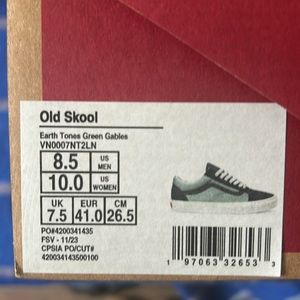 Old Skool
Earth Tones Green Gables
VN0007NT2LN
8.5 US MEN
10.0 US WOMEN
UK EUR CM
7.5 41.0 26.5
PO#4200341435
FSV - 11/23
CPSIA PO/CUT#
420034143500100
1 97063 32653 3